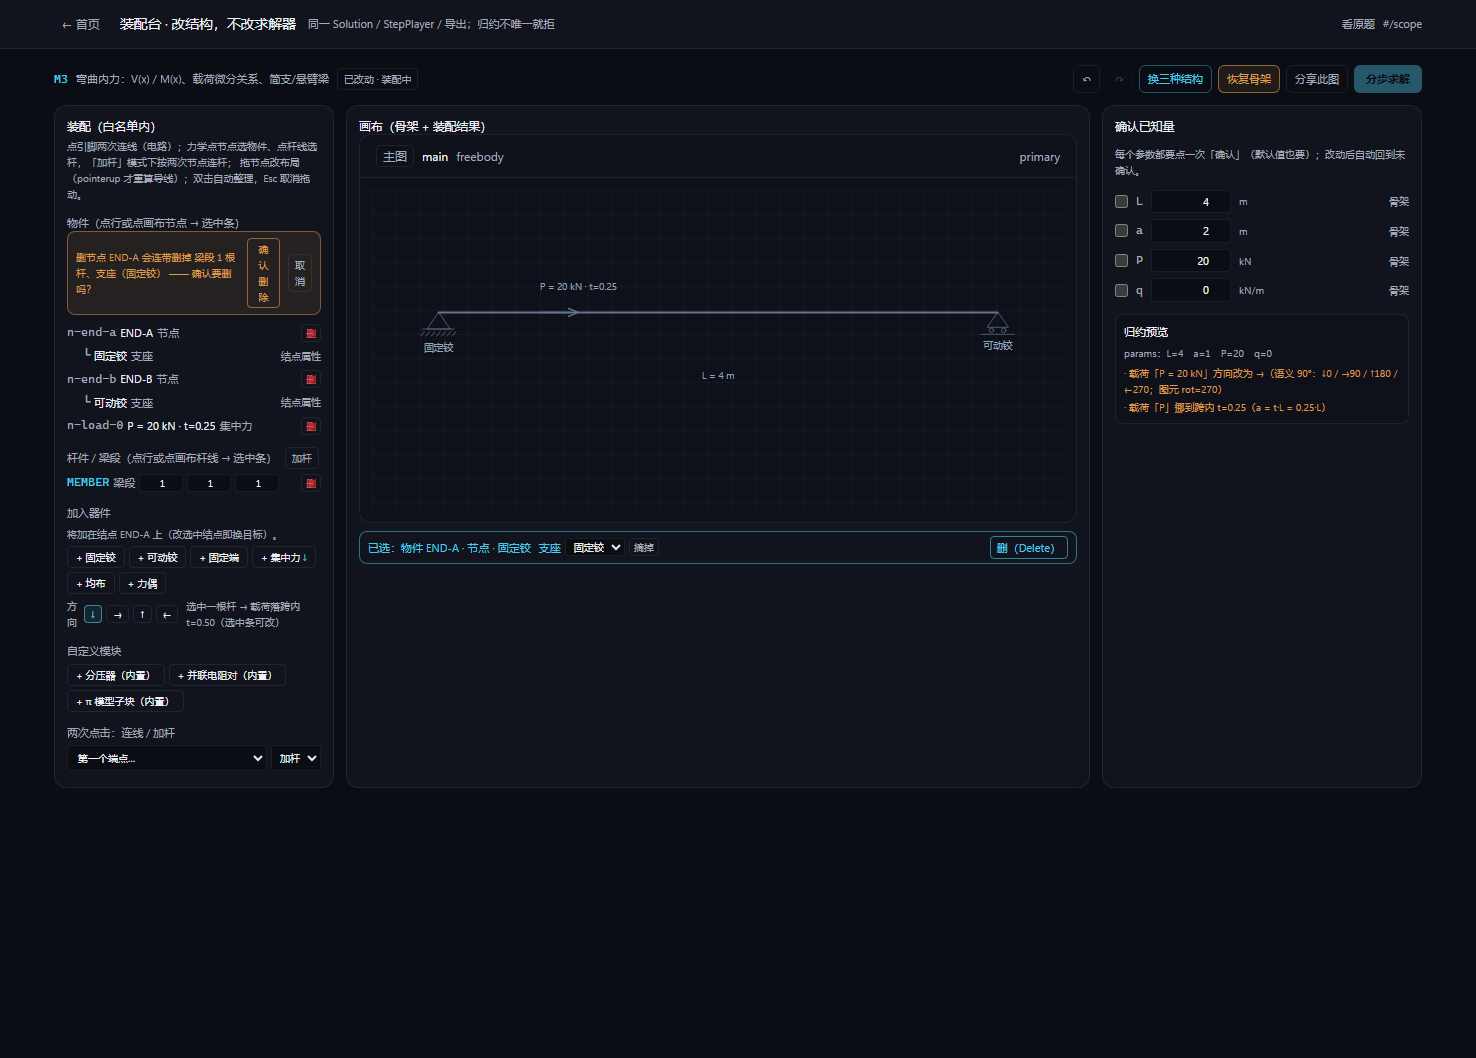 ← 首页 装配台 · 改结构，不改求解器 同一 Solution / StepPlayer / 导出；归约不唯一就拒 看原题 #/scope
M3 弯曲内力：V(x) / M(x)、载荷微分关系、简支/悬臂梁 已改动 · 装配中 ↶ ↷ 换三种结构 恢复骨架 分享此图 分步求解
装配（白名单内）
点引脚两次连线（电路）；力学点节点选物件、点杆线选
杆，「加杆」模式下按两次节点连杆； 拖节点改布局
（pointerup 才重算导线）；双击自动整理，Esc 取消拖
动。
物件（点行或点画布节点 → 选中条）
删节点 END-A 会连带删掉 梁段 1 根
杆、支座（固定铰） —— 确认要删
吗？
确
认
删
除
取
消
n-end-a END-A 节点 删
└ 固定铰 支座 结点属性
n-end-b END-B 节点 删
└ 可动铰 支座 结点属性
n-load-0 P = 20 kN · t=0.25 集中力 删
杆件 / 梁段（点行或点画布杆线 → 选中条） 加杆
MEMBER 梁段 1 1 1 删
加入器件
将加在结点 END-A 上（改选中结点即换目标）。
+ 固定铰 + 可动铰 + 固定端 + 集中力↓
+ 均布 + 力偶
方
向
↓ → ↑ ←
选中一根杆 → 载荷落跨内
t=0.50（选中条可改）
自定义模块
+ 分压器（内置） + 并联电阻对（内置）
+ π 模型子块（内置）
两次点击：连线 / 加杆
第一个端点… 加杆
画布（骨架 + 装配结果）
主图 main freebody primary
P = 20 kN · t=0.25
固定铰 可动铰
L = 4 m
已选：物件 END-A · 节点 · 固定铰 支座 固定铰 摘掉 删（Delete）
确认已知量
每个参数都要点一次「确认」（默认值也要）；改动后自动回到未
确认。
L 4 m 骨架
a 2 m 骨架
P 20 kN 骨架
q 0 kN/m 骨架
归约预览
params：L=4 a=1 P=20 q=0
· 载荷「P = 20 kN」方向改为 →（语义 90°：↓0 / →90 / ↑180 /
←270；图元 rot=270）
· 载荷「P」挪到跨内 t=0.25（a = t·L = 0.25·L）